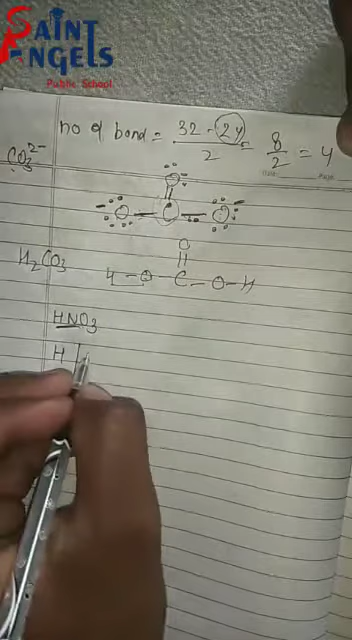 SAINT
ANGELS
Public School
no of bond = 32 - 24 / 2 = 8 / 2 = 4
CO3 2-
O
O - C - O
H2CO3
O
H - O - C - O - H
HNO3
H